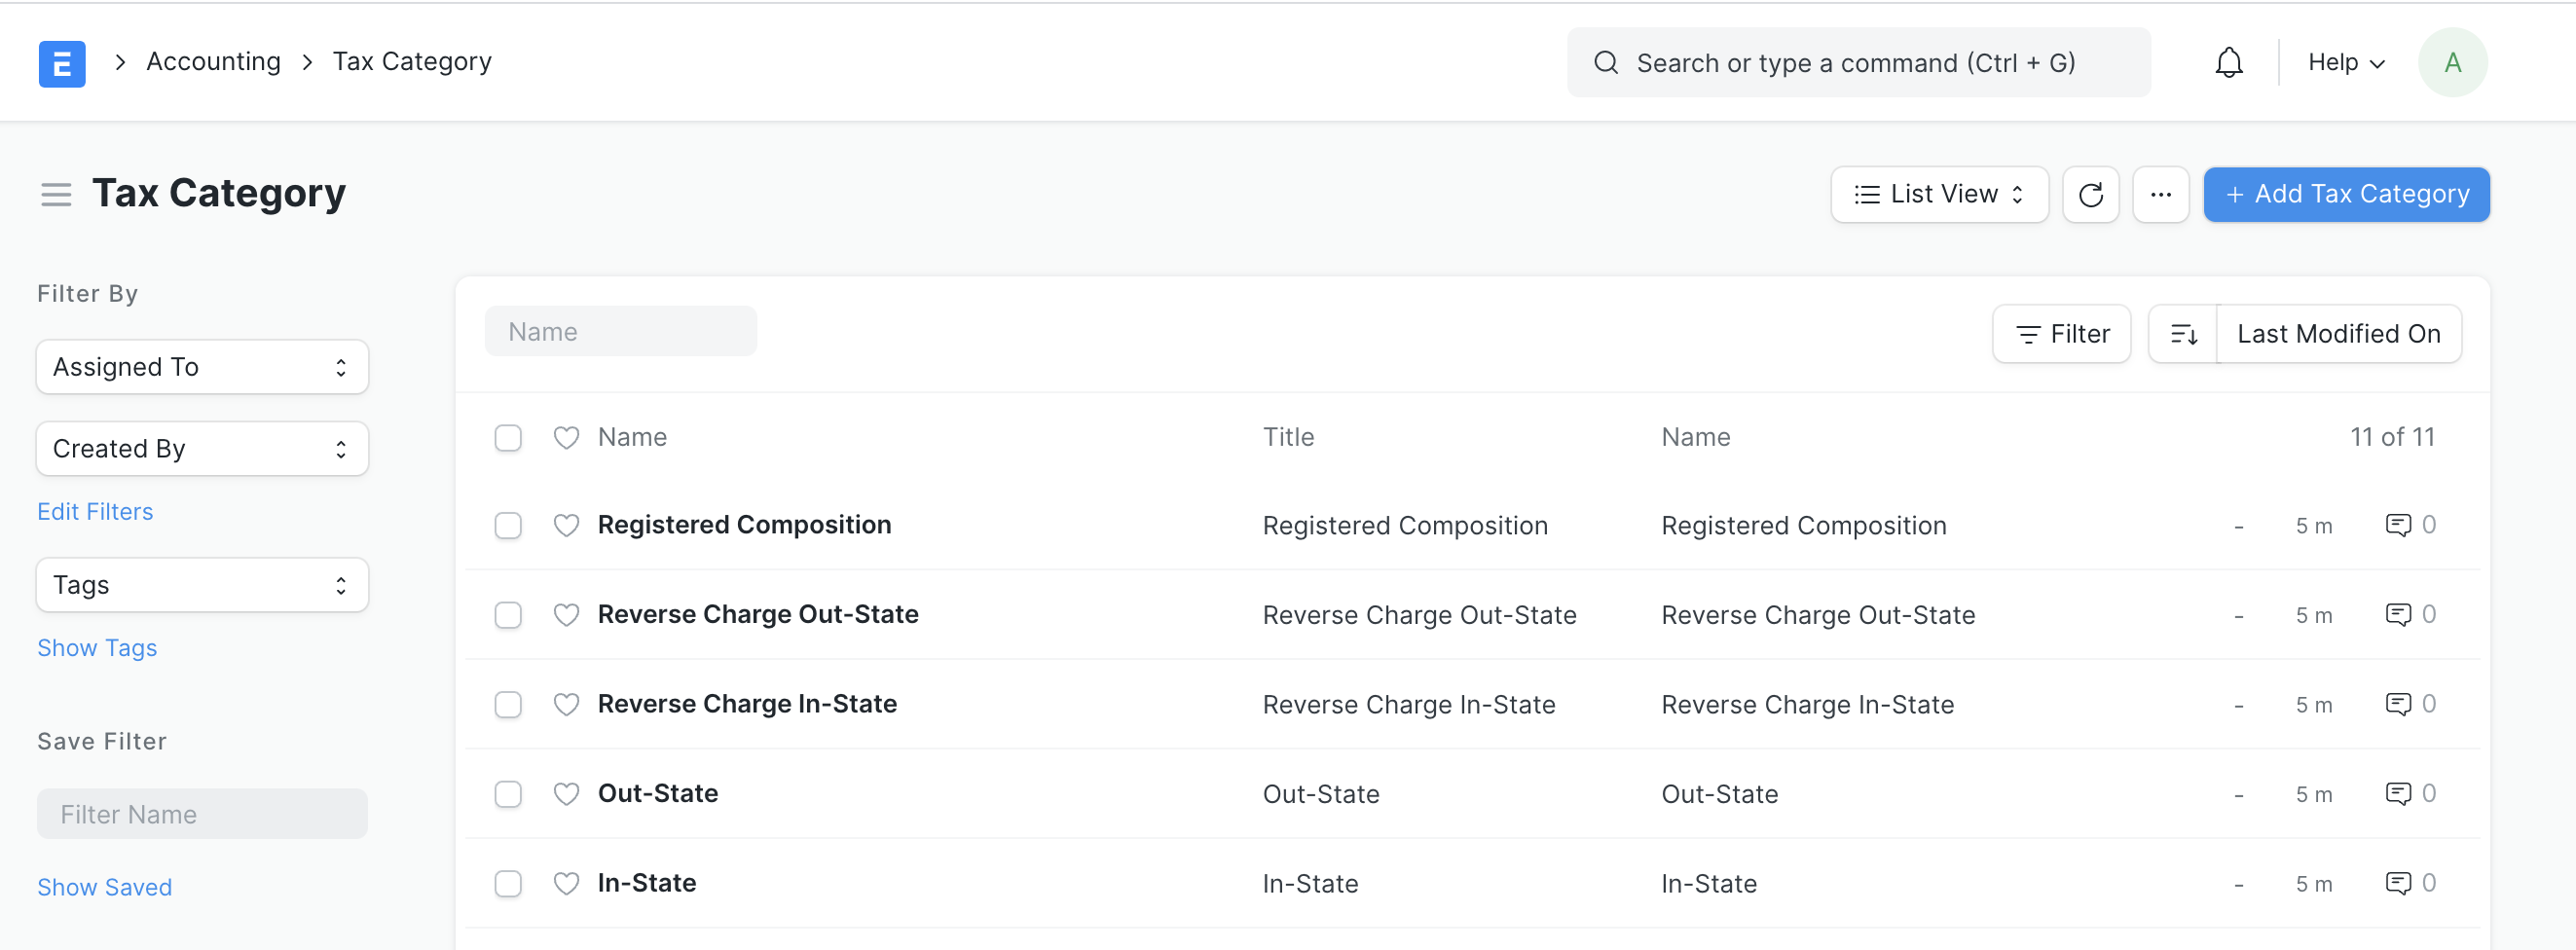 E > Accounting > Tax Category
Search or type a command (Ctrl + G)
Help
A
Tax Category
List View
...
+ Add Tax Category
Filter By
Assigned To
Created By
Edit Filters
Tags
Show Tags
Save Filter
Filter Name
Show Saved
Name
Filter
Last Modified On
Name Title Name 11 of 11
Registered Composition Registered Composition Registered Composition - 5 m 0
Reverse Charge Out-State Reverse Charge Out-State Reverse Charge Out-State - 5 m 0
Reverse Charge In-State Reverse Charge In-State Reverse Charge In-State - 5 m 0
Out-State Out-State Out-State - 5 m 0
In-State In-State In-State - 5 m 0